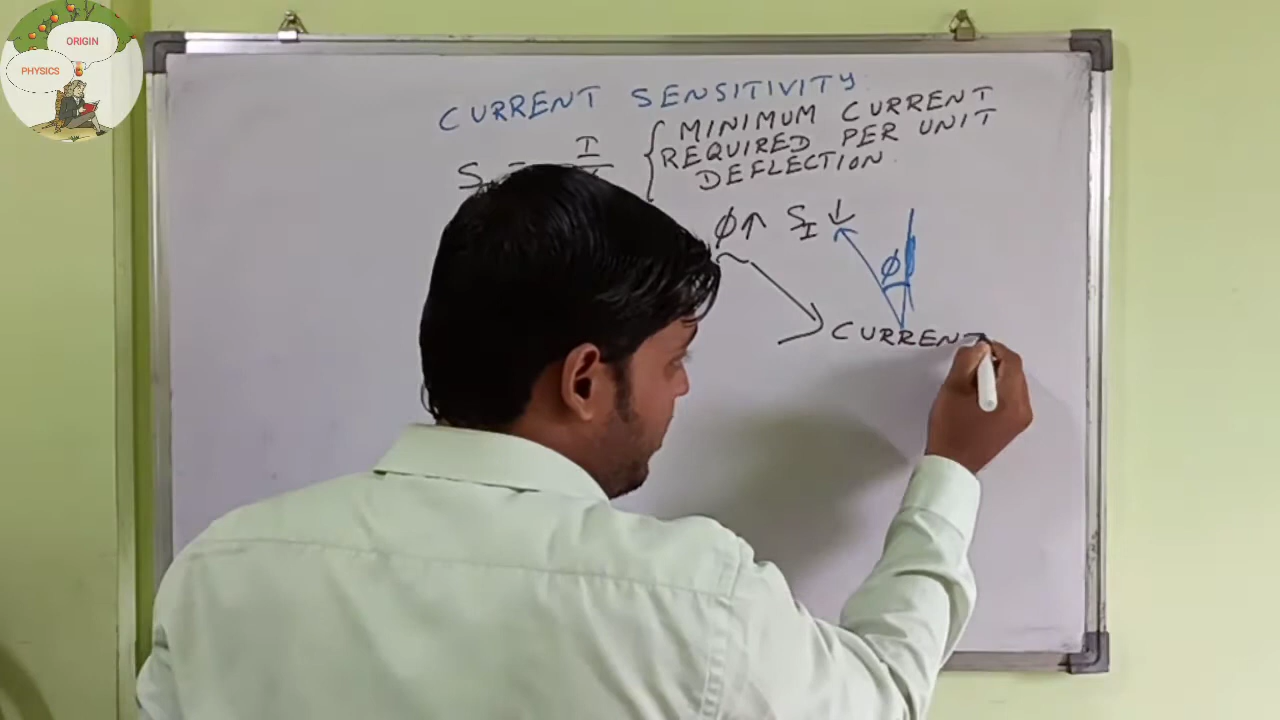 ORIGIN
PHYSICS
CURRENT SENSITIVITY
S = I
{ MINIMUM CURRENT
REQUIRED PER UNIT
DEFLECTION
ϕ↑ S_I ↓
ϕ
CURRENT